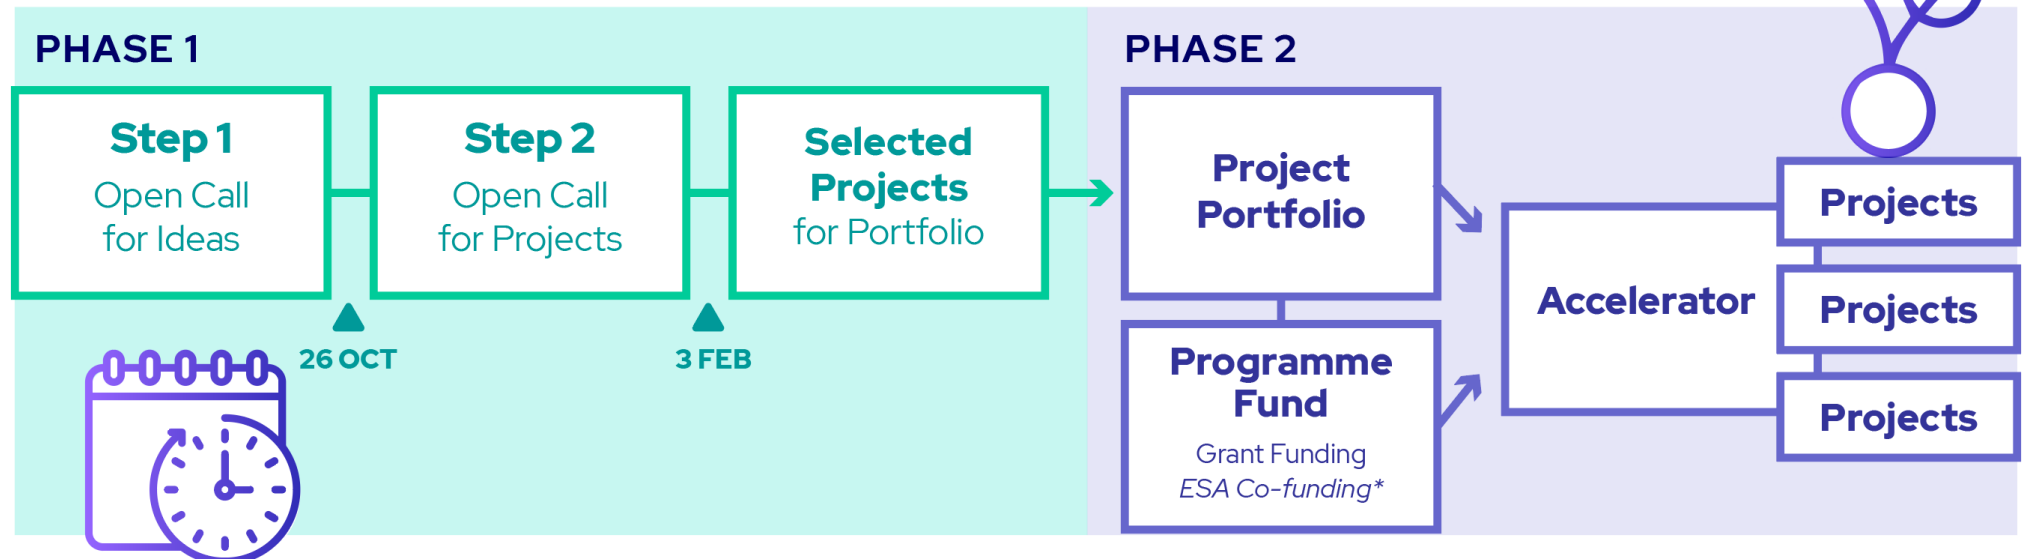 PHASE 1
Step 1
Open Call
for Ideas
Step 2
Open Call
for Projects
Selected
Projects
for Portfolio
26 OCT
3 FEB
PHASE 2
Project
Portfolio
Programme
Fund
Grant Funding
ESA Co-funding*
Accelerator
Projects
Projects
Projects